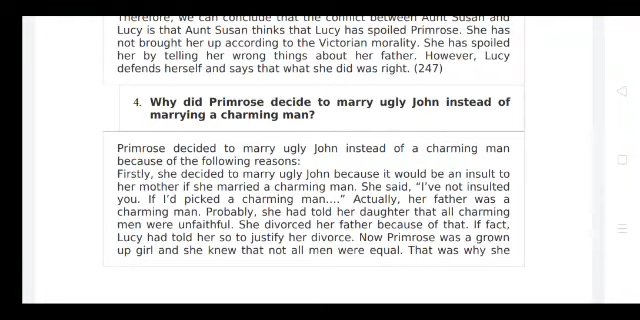 Therefore, we can conclude that the conflict between Aunt Susan and
Lucy is that Aunt Susan thinks that Lucy has spoiled Primrose. She has
not brought her up according to the Victorian morality. She has spoiled
her by telling her wrong things about her father. However, Lucy
defends herself and says that what she did was right. (247)
4. Why did Primrose decide to marry ugly John instead of
marrying a charming man?
Primrose decided to marry ugly John instead of a charming man
because of the following reasons:
Firstly, she decided to marry ugly John because it would be an insult to
her mother if she married a charming man. She said, “I’ve not insulted
you. If I’d picked a charming man….” Actually, her father was a
charming man. Probably, she had told her daughter that all charming
men were unfaithful. She divorced her father because of that. If fact,
Lucy had told her so to justify her divorce. Now Primrose was a grown
up girl and she knew that not all men were equal. That was why she